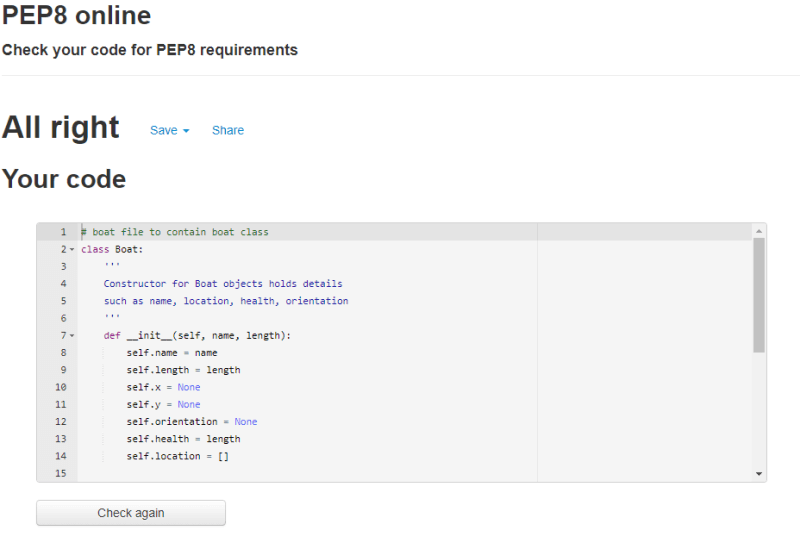 PEP8 online
Check your code for PEP8 requirements
All right Save Share
Your code
1 # boat file to contain boat class
2 class Boat:
3 '''
4 Constructor for Boat objects holds details
5 such as name, location, health, orientation
6 '''
7 def __init__(self, name, length):
8 self.name = name
9 self.length = length
10 self.x = None
11 self.y = None
12 self.orientation = None
13 self.health = length
14 self.location = []
15
Check again